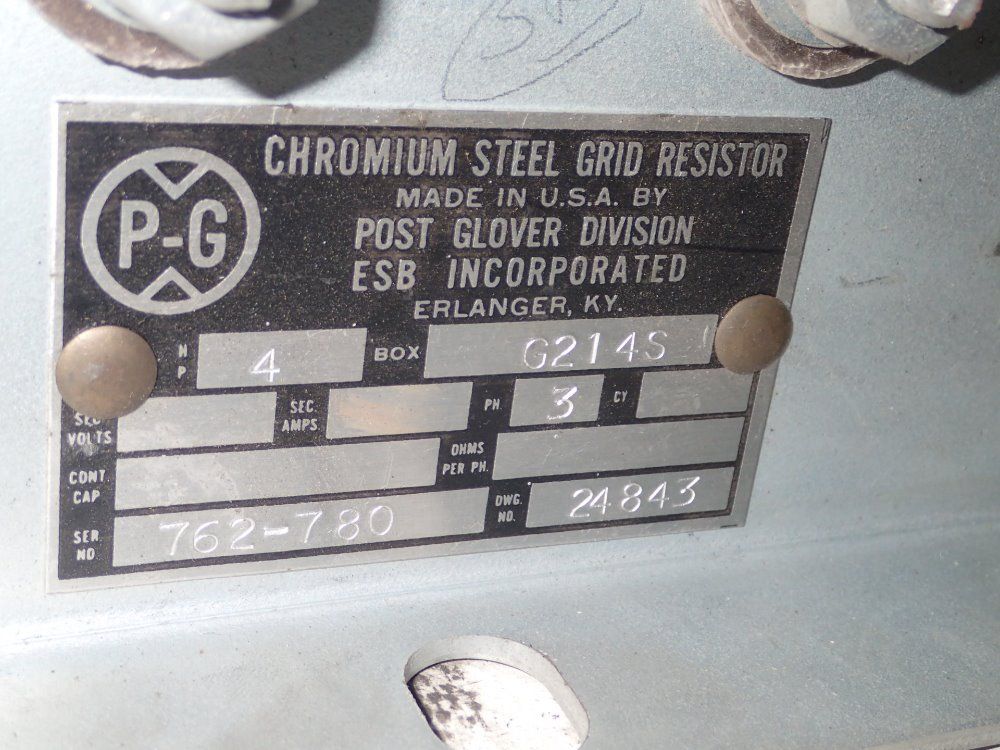 P-G
CHROMIUM STEEL GRID RESISTOR
MADE IN U.S.A. BY
POST GLOVER DIVISION
ESB INCORPORATED
ERLANGER, KY.
HP 4 BOX G214S
SEC. VOLTS SEC. AMPS. PH. 3 CY
CONT. CAP. OHMS PER PH.
SER. NO. 762-780 DWG. NO. 24843